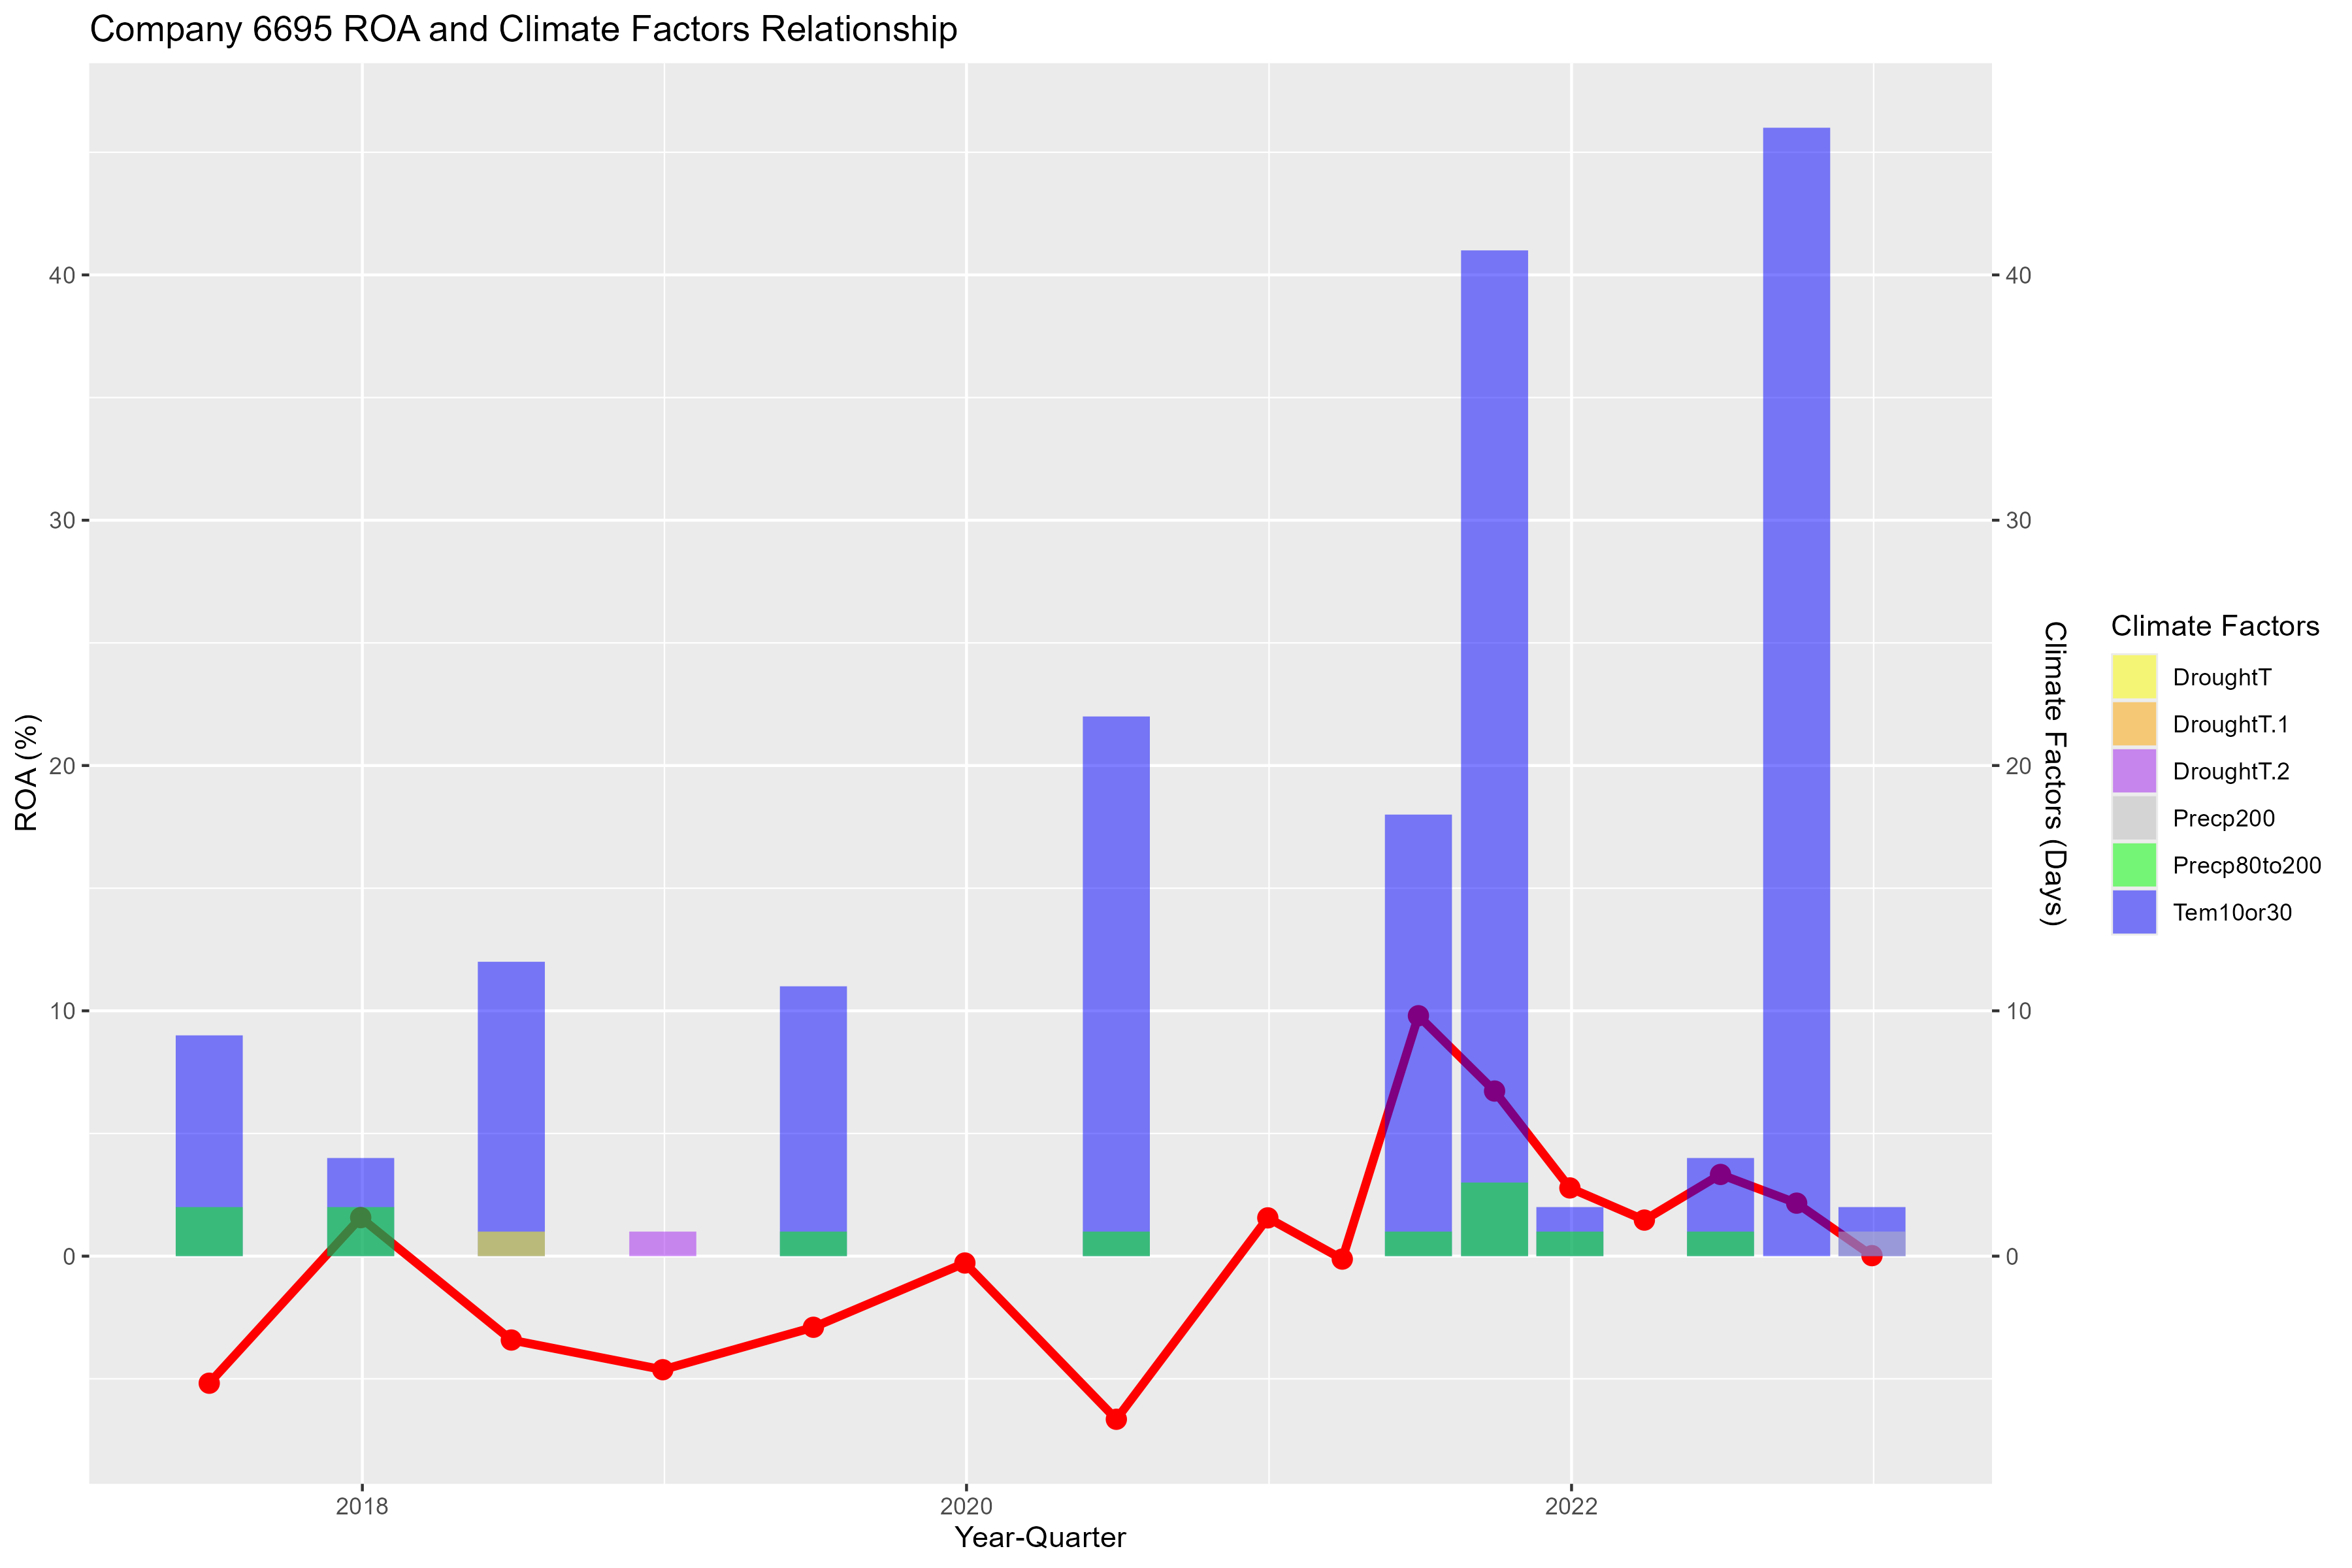 Company 6695 ROA and Climate Factors Relationship
ROA (%)
40
30
20
10
0
40
30
20
10
0
Climate Factors (Days)
2018
2020
2022
Year-Quarter
Climate Factors
DroughtT
DroughtT.1
DroughtT.2
Precp200
Precp80to200
Tem10or30